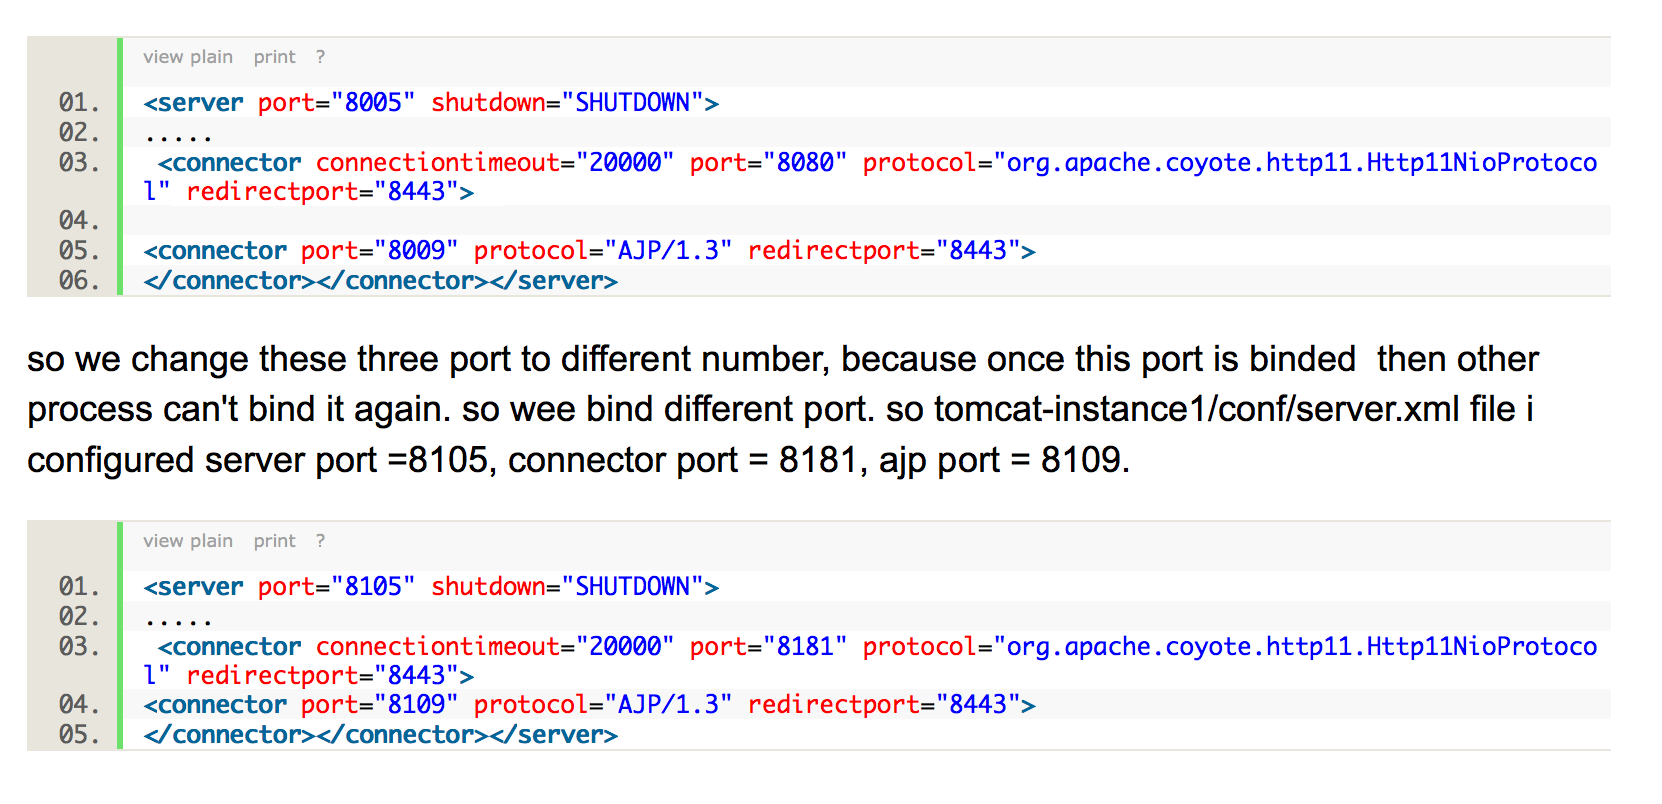 view plain print ?
01. <server port="8005" shutdown="SHUTDOWN">
02. .....
03. <connector connectiontimeout="20000" port="8080" protocol="org.apache.coyote.http11.Http11NioProtoco
l" redirectport="8443">
04.
05. <connector port="8009" protocol="AJP/1.3" redirectport="8443">
06. </connector></connector></server>
so we change these three port to different number, because once this port is binded  then other
process can't bind it again. so wee bind different port. so tomcat-instance1/conf/server.xml file i
configured server port =8105, connector port = 8181, ajp port = 8109.
view plain print ?
01. <server port="8105" shutdown="SHUTDOWN">
02. .....
03. <connector connectiontimeout="20000" port="8181" protocol="org.apache.coyote.http11.Http11NioProtoco
l" redirectport="8443">
04. <connector port="8109" protocol="AJP/1.3" redirectport="8443">
05. </connector></connector></server>